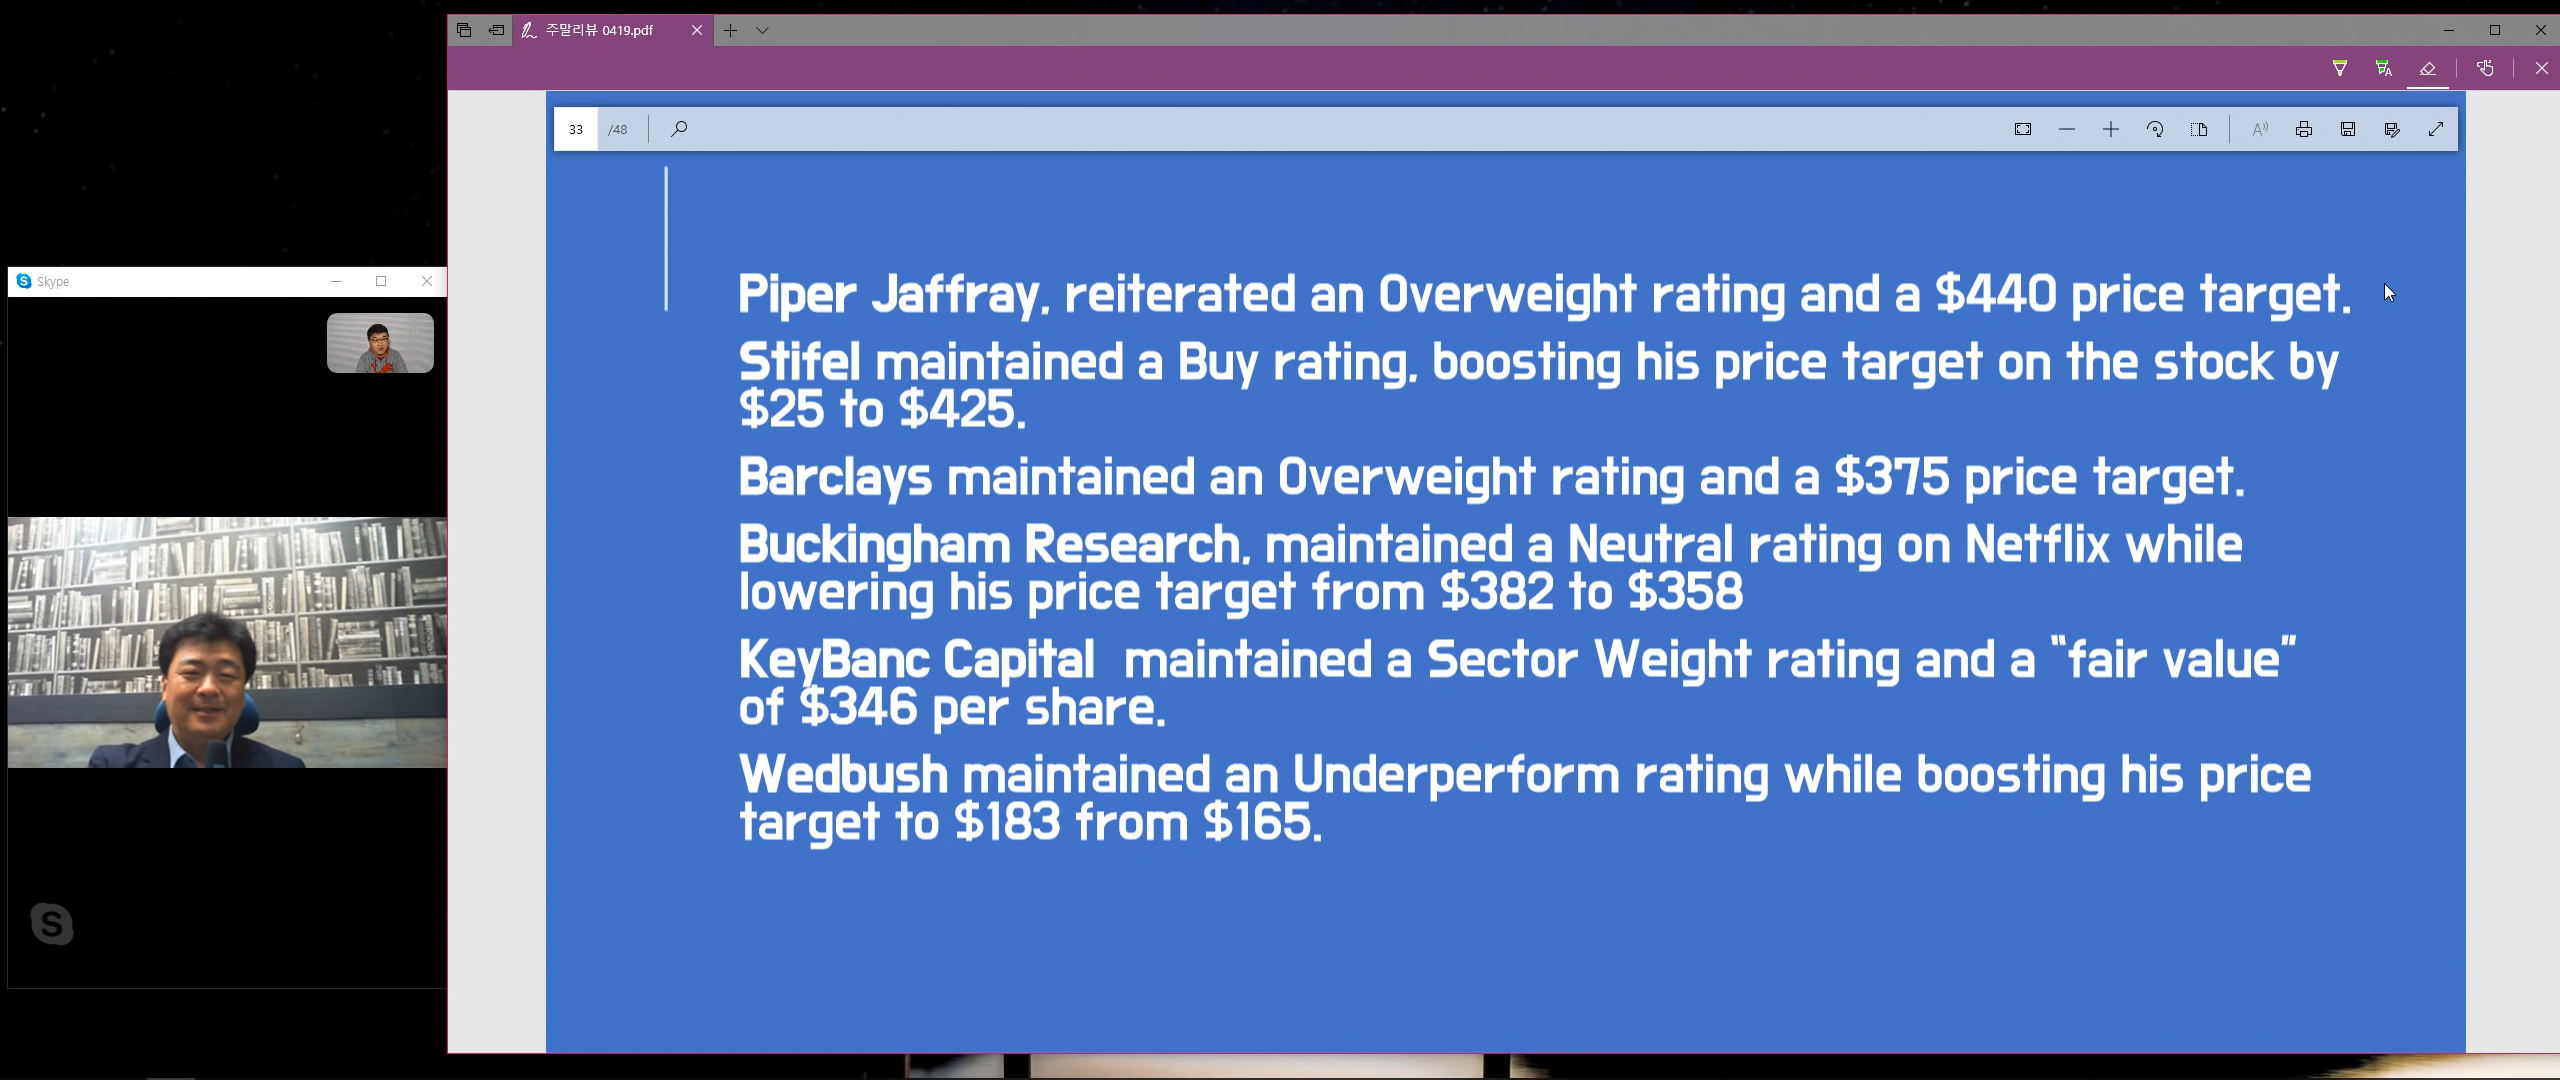 주말리뷰 0419.pdf
33 /48
Skype
Piper Jaffray, reiterated an Overweight rating and a $440 price target.
Stifel maintained a Buy rating, boosting his price target on the stock by
$25 to $425.
Barclays maintained an Overweight rating and a $375 price target.
Buckingham Research, maintained a Neutral rating on Netflix while
lowering his price target from $382 to $358
KeyBanc Capital maintained a Sector Weight rating and a “fair value”
of $346 per share.
Wedbush maintained an Underperform rating while boosting his price
target to $183 from $165.